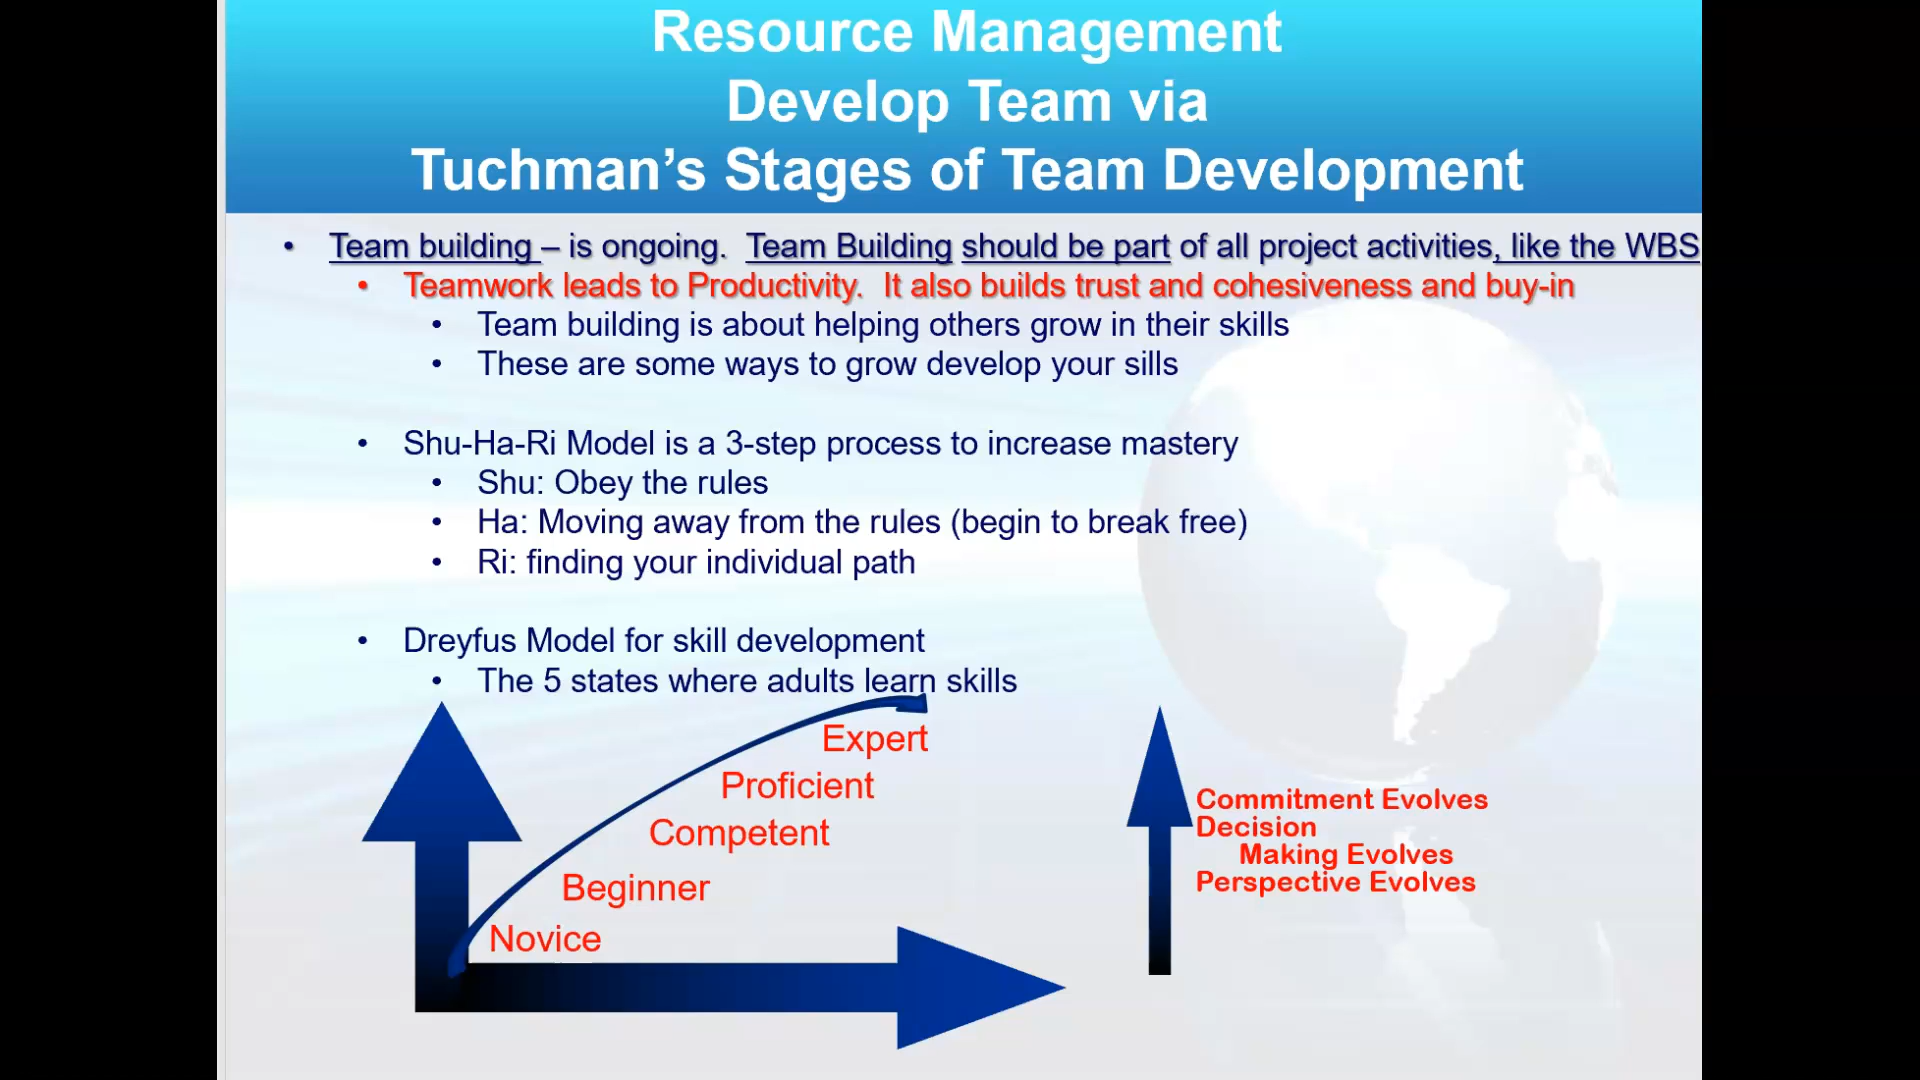 Resource Management
Develop Team via
Tuchman’s Stages of Team Development
• Team building – is ongoing. Team Building should be part of all project activities, like the WBS
• Teamwork leads to Productivity. It also builds trust and cohesiveness and buy-in
• Team building is about helping others grow in their skills
• These are some ways to grow develop your sills
• Shu-Ha-Ri Model is a 3-step process to increase mastery
• Shu: Obey the rules
• Ha: Moving away from the rules (begin to break free)
• Ri: finding your individual path
• Dreyfus Model for skill development
• The 5 states where adults learn skills
Expert
Proficient
Competent
Beginner
Novice
Commitment Evolves
Decision
Making Evolves
Perspective Evolves